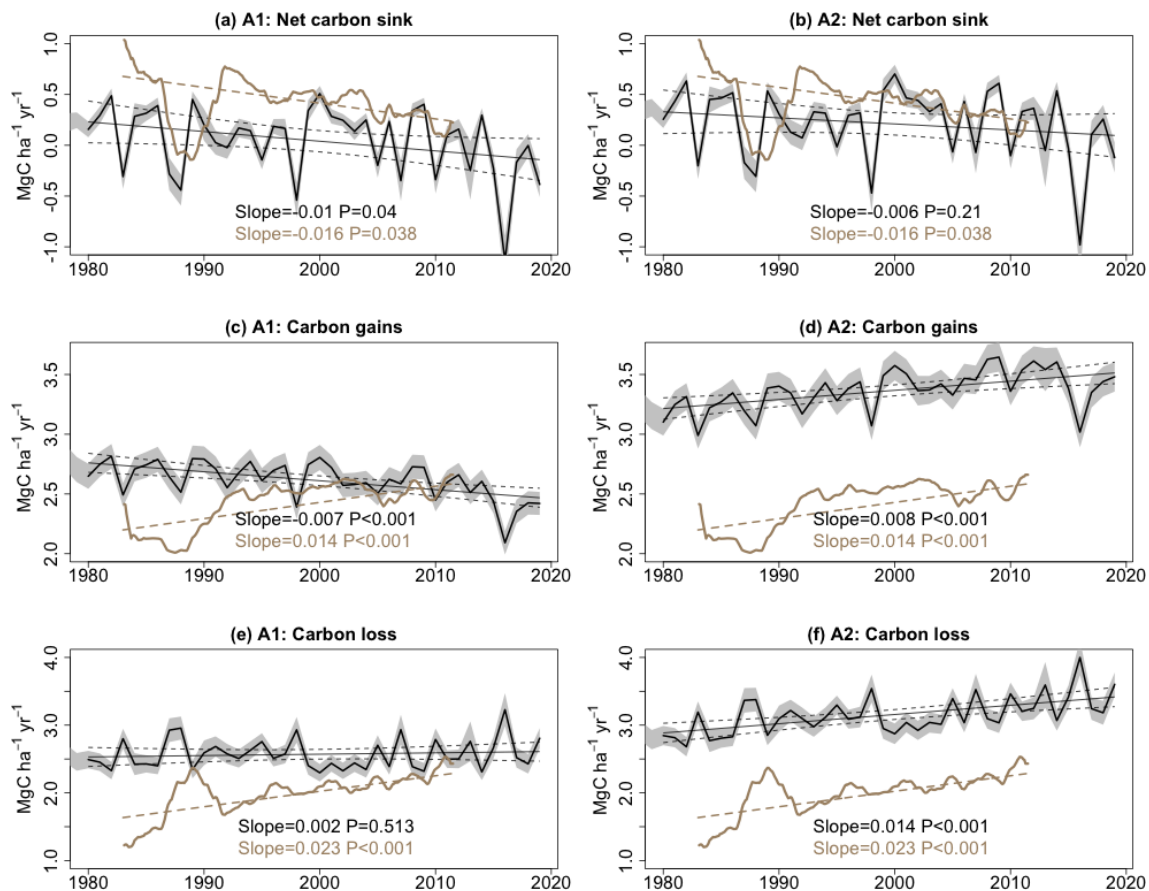 (a) A1: Net carbon sink
MgC ha⁻¹ yr⁻¹
1.0
0.5
0.0
-0.5
-1.0
Slope=-0.01 P=0.04
Slope=-0.016 P=0.038
1980 1990 2000 2010 2020
(b) A2: Net carbon sink
MgC ha⁻¹ yr⁻¹
1.0
0.5
0.0
-0.5
-1.0
Slope=-0.006 P=0.21
Slope=-0.016 P=0.038
1980 1990 2000 2010 2020
(c) A1: Carbon gains
MgC ha⁻¹ yr⁻¹
3.5
3.0
2.5
2.0
Slope=-0.007 P<0.001
Slope=0.014 P<0.001
1980 1990 2000 2010 2020
(d) A2: Carbon gains
MgC ha⁻¹ yr⁻¹
3.5
3.0
2.5
2.0
Slope=0.008 P<0.001
Slope=0.014 P<0.001
1980 1990 2000 2010 2020
(e) A1: Carbon loss
MgC ha⁻¹ yr⁻¹
4.0
3.0
2.0
1.0
Slope=0.002 P=0.513
Slope=0.023 P<0.001
1980 1990 2000 2010 2020
(f) A2: Carbon loss
MgC ha⁻¹ yr⁻¹
4.0
3.0
2.0
1.0
Slope=0.014 P<0.001
Slope=0.023 P<0.001
1980 1990 2000 2010 2020